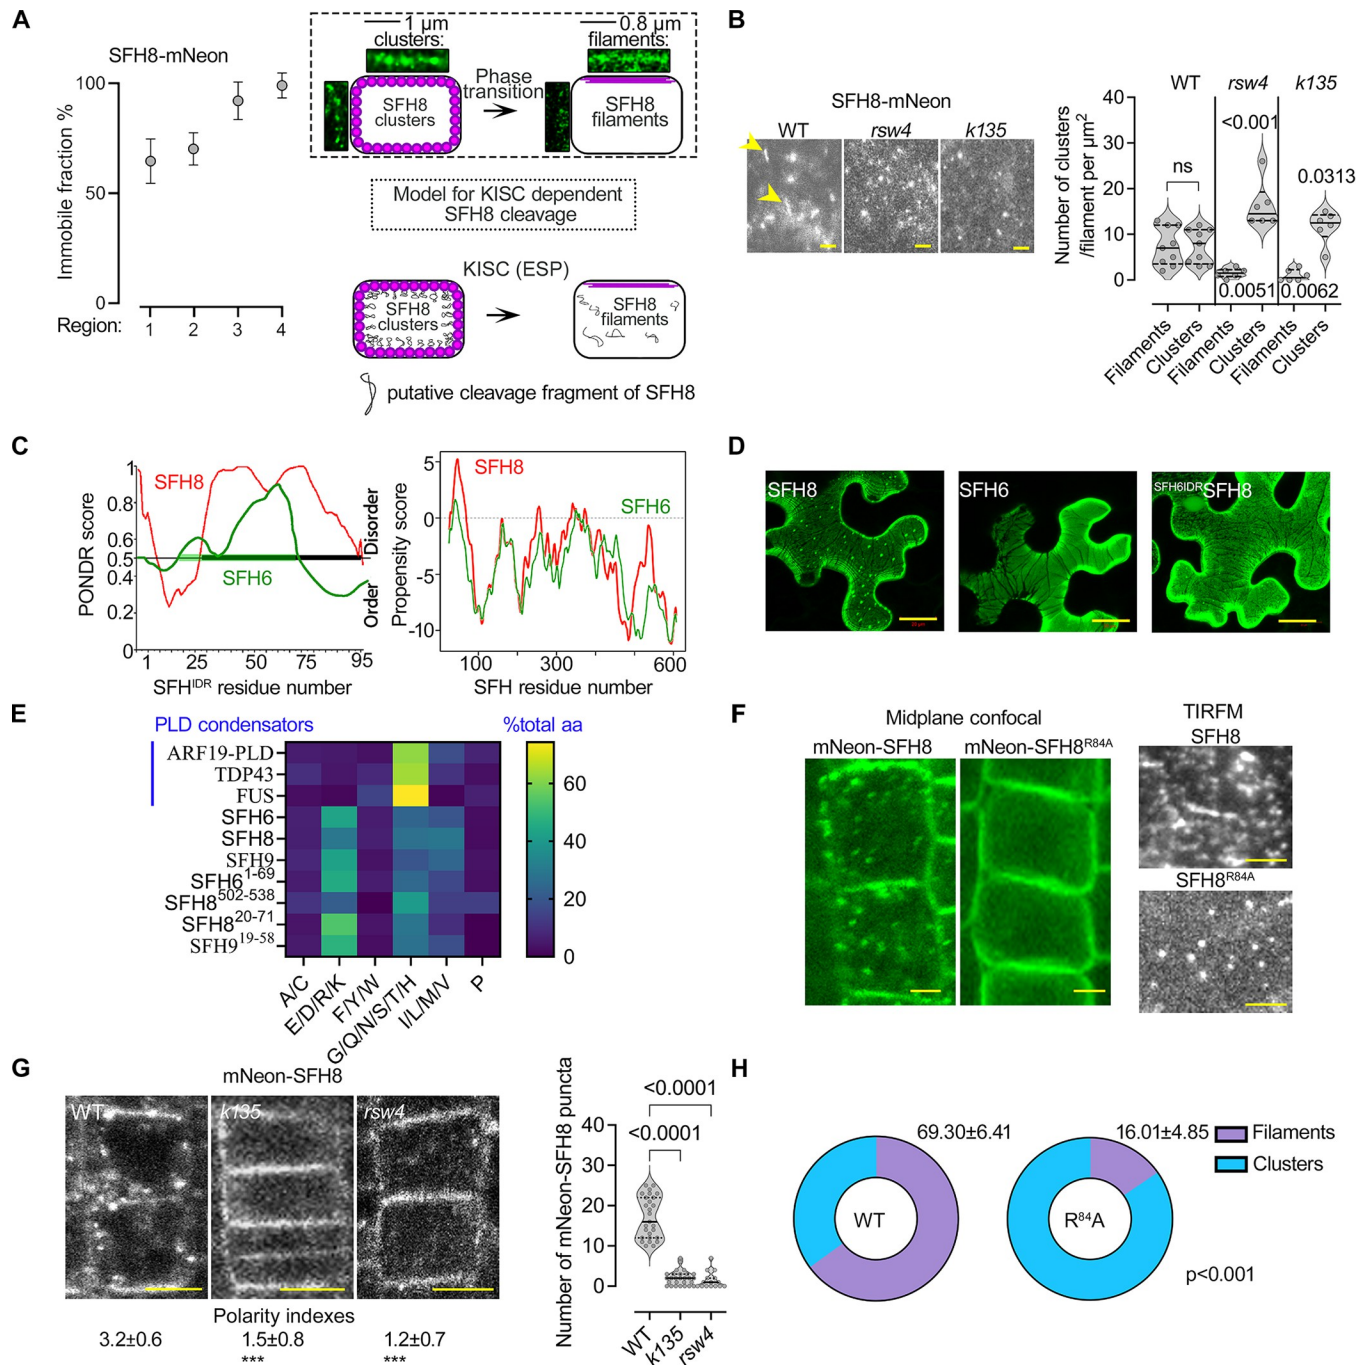 A
SFH8-mNeon
Immobile fraction %
100
50
0
Region:
1 2 3 4
1 µm
clusters:
0.8 µm
filaments:
Phase
transition
SFH8
clusters
SFH8
filaments
Model for KISC dependent
SFH8 cleavage
KISC (ESP)
SFH8
clusters
SFH8
filaments
putative cleavage fragment of SFH8
B
SFH8-mNeon
WT rsw4 k135
Number of clusters
/filament per µm²
WT rsw4 k135
40
30
20
10
0
ns
<0.001
0.0313
0.0051
0.0062
Filaments
Clusters
Filaments
Clusters
Filaments
Clusters
C
PONDR score
1
0.8
0.6
0.5
0.4
0.2
0
SFH8
SFH6
Disorder
Order
1 25 50 75 95
SFHIDR residue number
Propensity score
5
0
-5
-10
SFH8
SFH6
100 300 600
SFH residue number
D
SFH8
SFH6
SFH6IDRSFH8
E
PLD condensators
%total aa
ARF19-PLD
TDP43
FUS
SFH6
SFH8
SFH9
SFH6 1-69
SFH8 502-538
SFH8 20-71
SFH9 19-58
A/C
E/D/R/K
F/Y/W
G/Q/N/S/T/H
I/L/M/V
P
60
40
20
0
F
Midplane confocal
mNeon-SFH8
mNeon-SFH8R84A
TIRFM
SFH8
SFH8R84A
G
mNeon-SFH8
WT
k135
rsw4
Polarity indexes
3.2±0.6 1.5±0.8 1.2±0.7
*** ***
Number of mNeon-SFH8 puncta
<0.0001
<0.0001
40
30
20
10
0
WT
k135
rsw4
H
69.30±6.41
16.01±4.85
Filaments
Clusters
WT
R84A
p<0.001